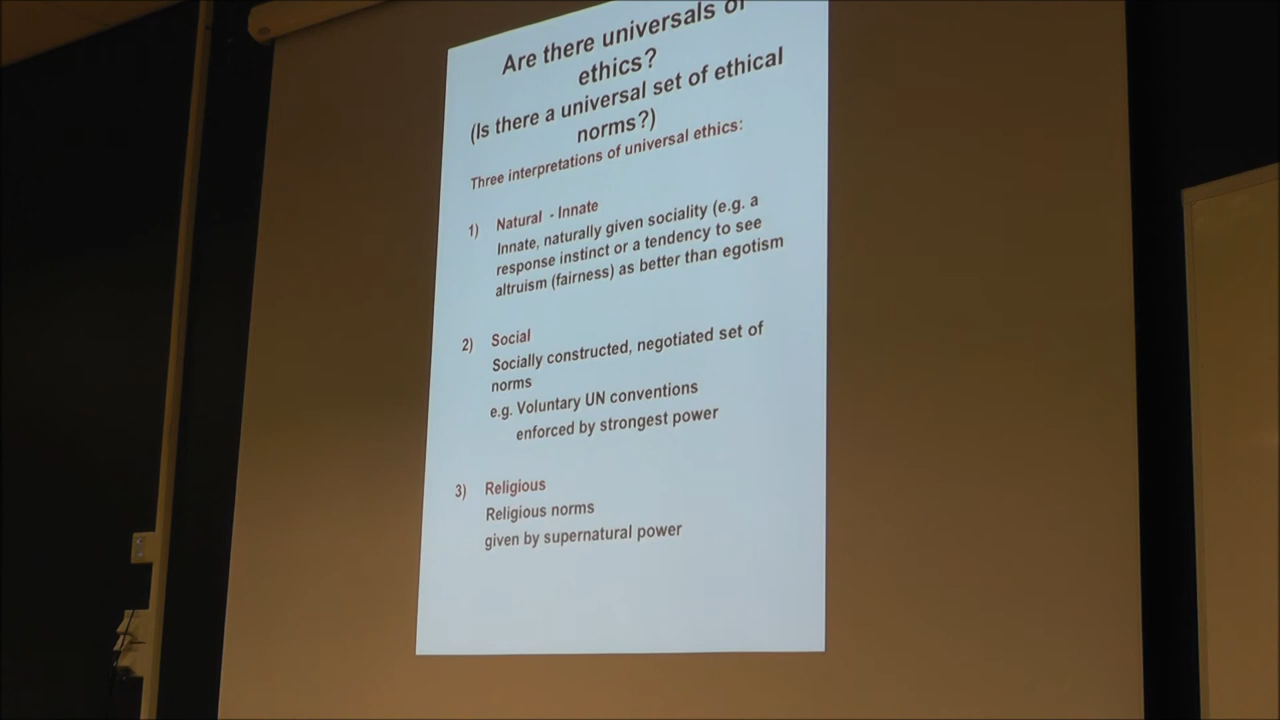 Are there universals of
ethics?
(Is there a universal set of ethical
norms?)
Three interpretations of universal ethics:
1) Natural - Innate
Innate, naturally given sociality (e.g. a
response instinct or a tendency to see
altruism (fairness) as better than egotism
2) Social
Socially constructed, negotiated set of
norms
e.g. Voluntary UN conventions
enforced by strongest power
3) Religious
Religious norms
given by supernatural power